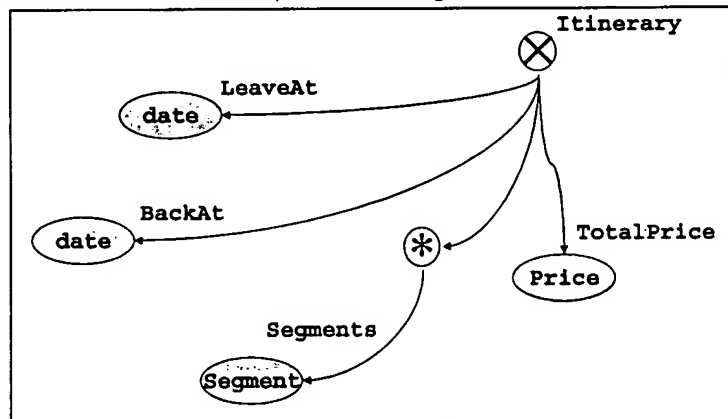 Itinerary
LeaveAt
date
BackAt
date
TotalPrice
Price
Segments
Segment